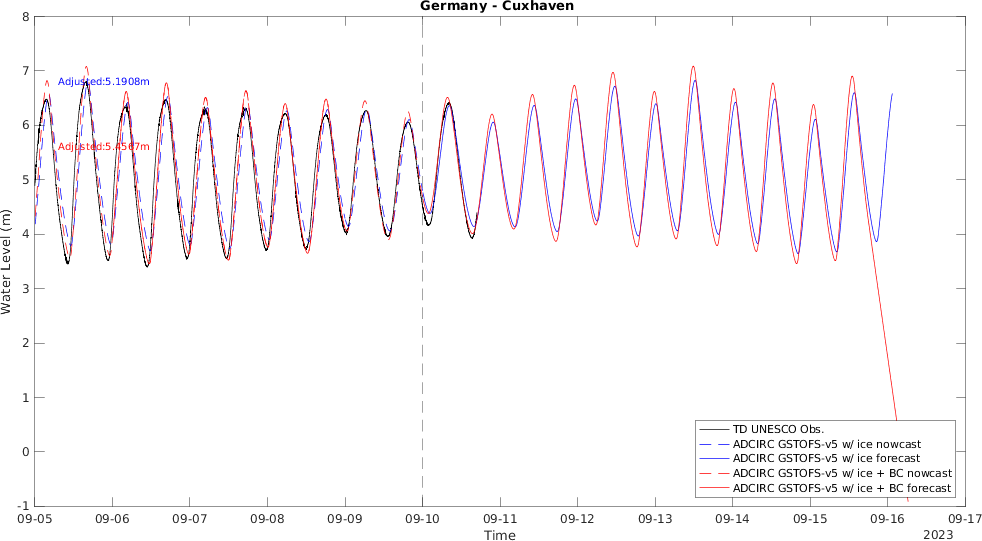 Germany - Cuxhaven
8
7
6
5
4
3
2
1
0
-1
Water Level (m)
Adjusted:5.1908m
Adjusted:5.4567m
TD UNESCO Obs.
ADCIRC GSTOFS-v5 w/ ice nowcast
ADCIRC GSTOFS-v5 w/ ice forecast
ADCIRC GSTOFS-v5 w/ ice + BC nowcast
ADCIRC GSTOFS-v5 w/ ice + BC forecast
09-05 09-06 09-07 09-08 09-09 09-10 09-11 09-12 09-13 09-14 09-15 09-16 09-17
Time
2023